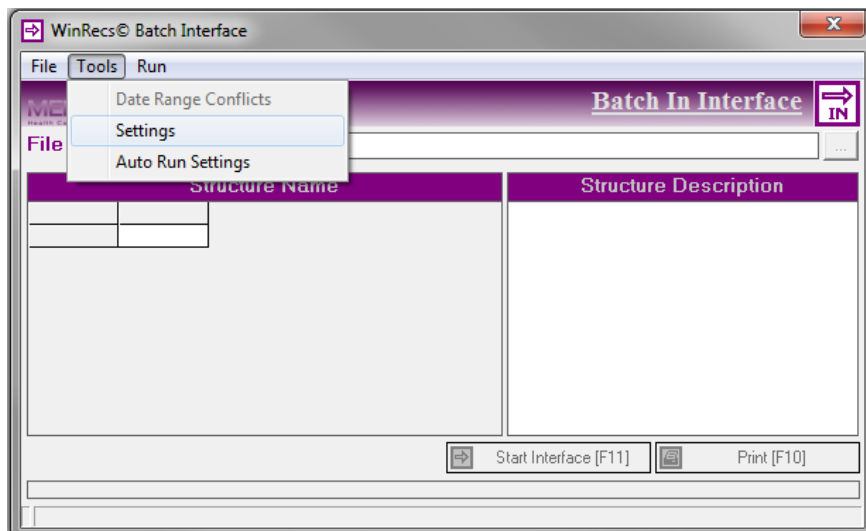 WinRecs© Batch Interface
File Tools Run
Date Range Conflicts
Settings
Auto Run Settings
Batch In Interface
IN
File
...
Structure Name
Structure Description
Start Interface [F11]
Print [F10]